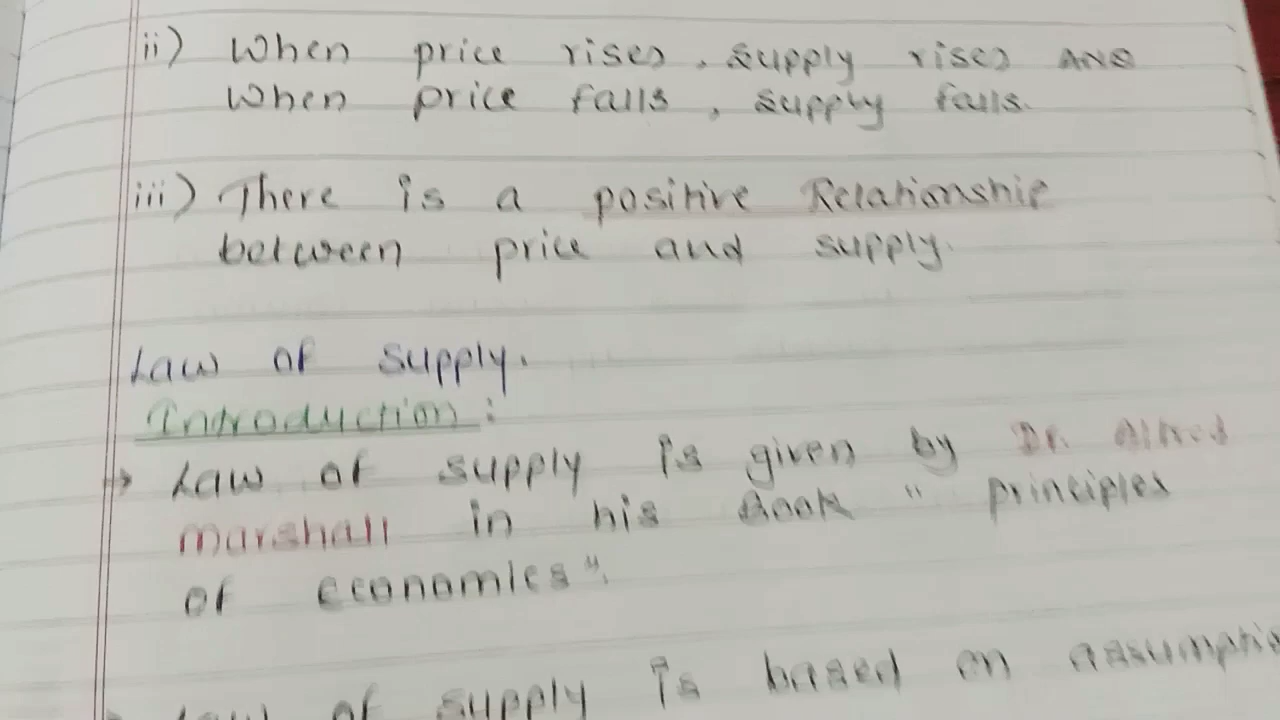 ii) When price rises, supply rises AND
When price falls, supply falls.
iii) There is a positive Relationship
between price and supply.
Law of supply.
Introduction:
→ Law of supply is given by Dr. Alfred
marshall in his Book " principles
of economics".
Law of supply is based on